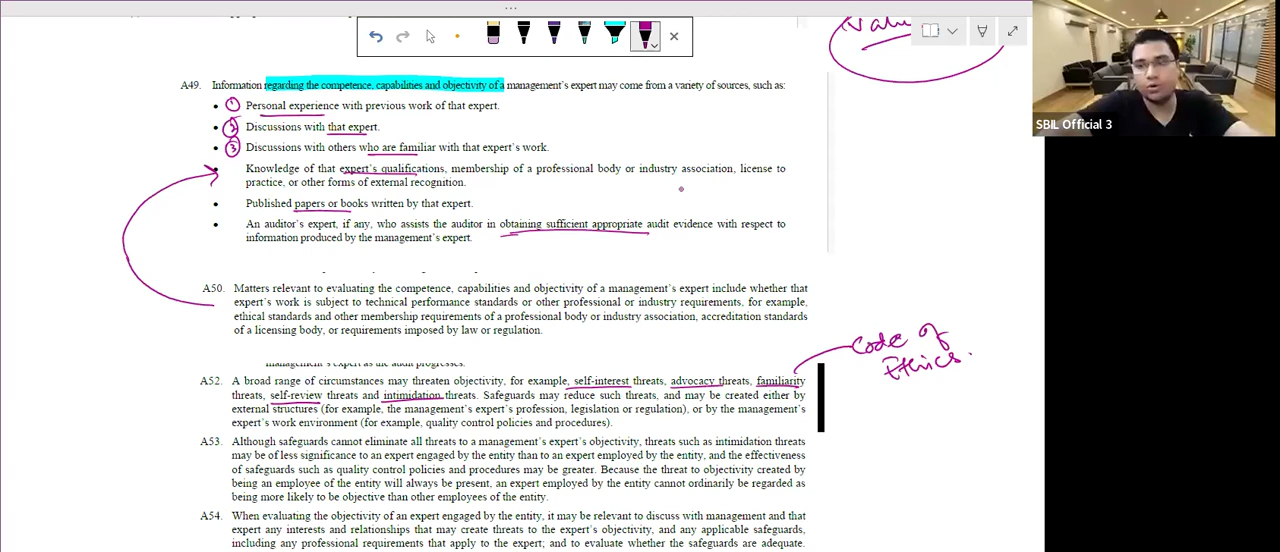 Value
A49. Information regarding the competence, capabilities and objectivity of a management's expert may come from a variety of sources, such as:
① • Personal experience with previous work of that expert.
② • Discussions with that expert.
③ • Discussions with others who are familiar with that expert's work.
• Knowledge of that expert's qualifications, membership of a professional body or industry association, license to
practice, or other forms of external recognition.
• Published papers or books written by that expert.
• An auditor's expert, if any, who assists the auditor in obtaining sufficient appropriate audit evidence with respect to
information produced by the management's expert.
SBIL Official 3
A50. Matters relevant to evaluating the competence, capabilities and objectivity of a management's expert include whether that
expert's work is subject to technical performance standards or other professional or industry requirements, for example,
ethical standards and other membership requirements of a professional body or industry association, accreditation standards
of a licensing body, or requirements imposed by law or regulation.
Code of
Ethics.
management's expert as the audit progresses.
A52. A broad range of circumstances may threaten objectivity, for example, self-interest threats, advocacy threats, familiarity
threats, self-review threats and intimidation threats. Safeguards may reduce such threats, and may be created either by
external structures (for example, the management's expert's profession, legislation or regulation), or by the management's
expert's work environment (for example, quality control policies and procedures).
A53. Although safeguards cannot eliminate all threats to a management's expert's objectivity, threats such as intimidation threats
may be of less significance to an expert engaged by the entity than to an expert employed by the entity, and the effectiveness
of safeguards such as quality control policies and procedures may be greater. Because the threat to objectivity created by
being an employee of the entity will always be present, an expert employed by the entity cannot ordinarily be regarded as
being more likely to be objective than other employees of the entity.
A54. When evaluating the objectivity of an expert engaged by the entity, it may be relevant to discuss with management and that
expert any interests and relationships that may create threats to the expert's objectivity, and any applicable safeguards,
including any professional requirements that apply to the expert; and to evaluate whether the safeguards are adequate.